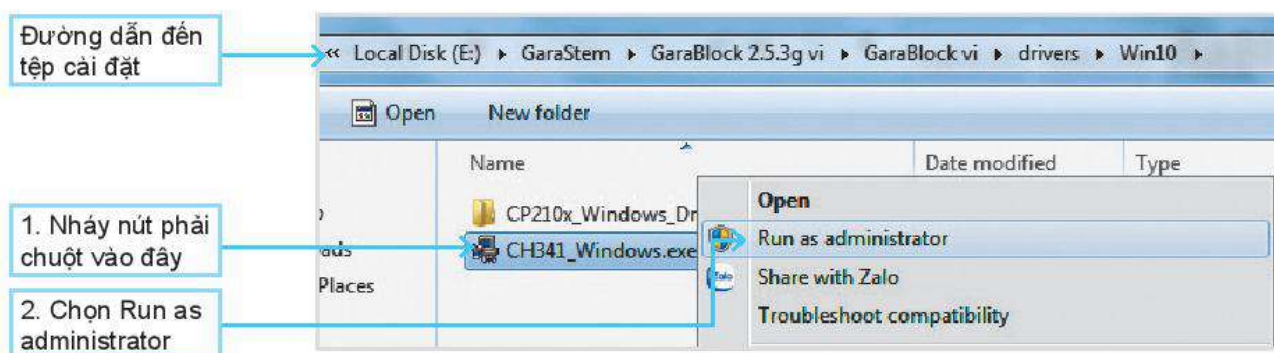 Đường dẫn đến
tệp cài đặt
« Local Disk (E:) ▸ GaraStem ▸ GaraBlock 2.5.3g vi ▸ GaraBlock vi ▸ drivers ▸ Win10 ▸
Open New folder
Name Date modified Type
CP210x_Windows_Dr
Open
1. Nháy nút phải
chuột vào đây
CH341_Windows.exe
Run as administrator
ads
Zalo
Share with Zalo
Places
2. Chọn Run as
administrator
Troubleshoot compatibility